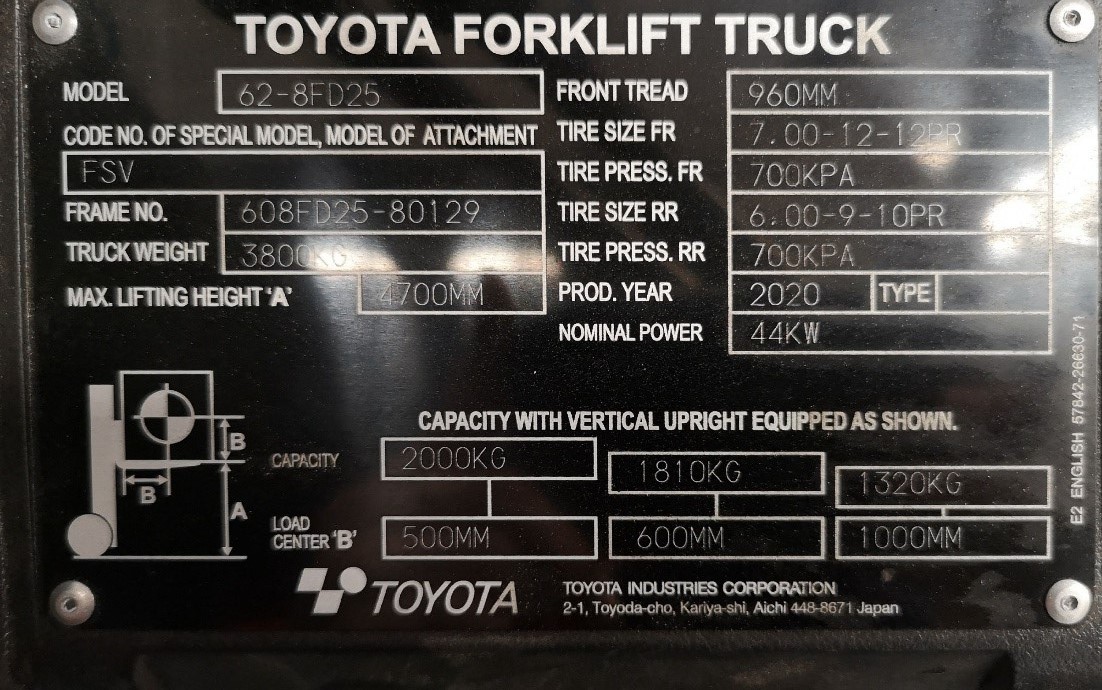 TOYOTA FORKLIFT TRUCK
MODEL 62-8FD25
CODE NO. OF SPECIAL MODEL, MODEL OF ATTACHMENT
FSV
FRAME NO. 608FD25-80129
TRUCK WEIGHT 3800KG
MAX. LIFTING HEIGHT 'A' 4700MM
FRONT TREAD 960MM
TIRE SIZE FR 7.00-12-12PR
TIRE PRESS. FR 700KPA
TIRE SIZE RR 6.00-9-10PR
TIRE PRESS. RR 700KPA
PROD. YEAR 2020 TYPE
NOMINAL POWER 44KW
CAPACITY WITH VERTICAL UPRIGHT EQUIPPED AS SHOWN.
CAPACITY 2000KG 1810KG 1320KG
LOAD
CENTER 'B' 500MM 600MM 1000MM
B
B
A
TOYOTA
TOYOTA INDUSTRIES CORPORATION
2-1, Toyoda-cho, Kariya-shi, Aichi 448-8671 Japan
E2 ENGLISH 57842-26630-71